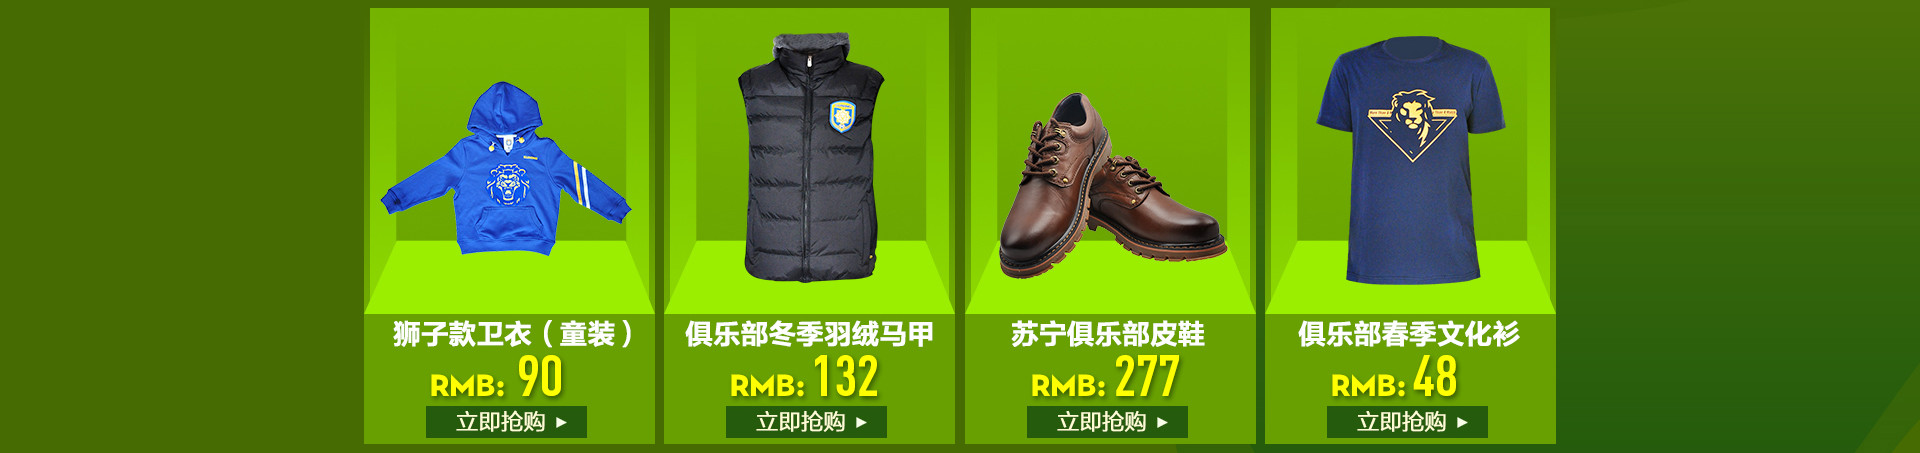 狮子款卫衣（童装）
RMB: 90
立即抢购
俱乐部冬季羽绒马甲
RMB: 132
立即抢购
苏宁俱乐部皮鞋
RMB: 277
立即抢购
俱乐部春季文化衫
RMB: 48
立即抢购